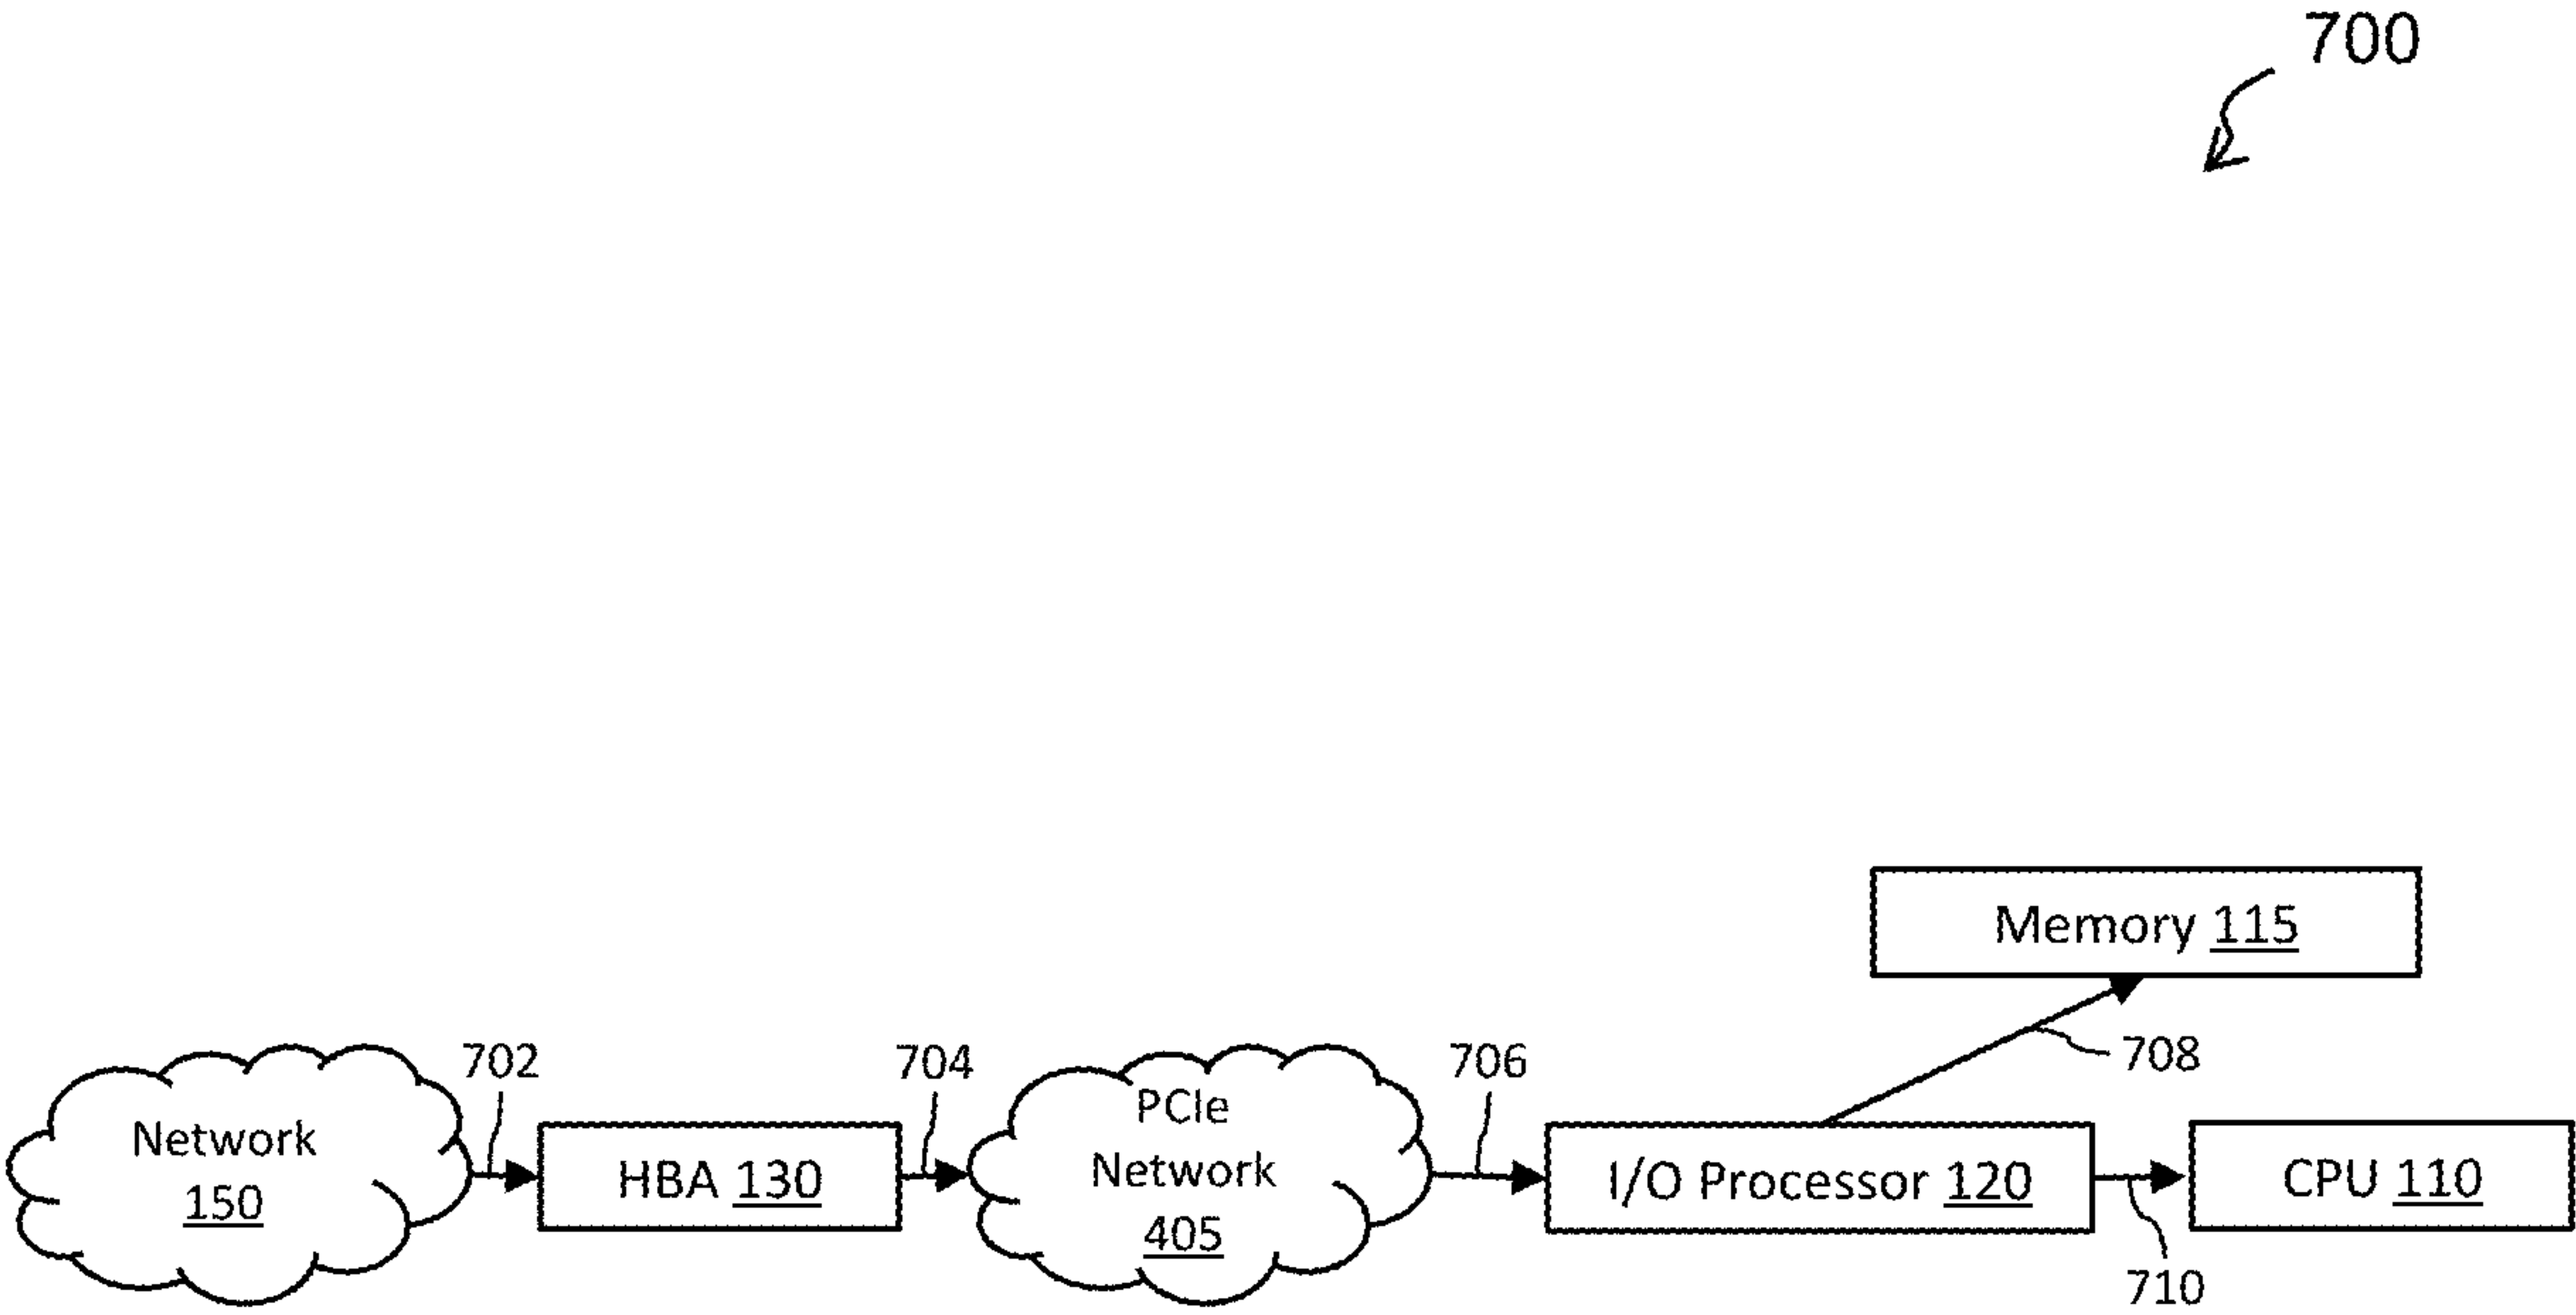 700
Memory 115
702
704
706
708
Network
150
HBA 130
PCIe
Network
405
I/O Processor 120
CPU 110
710